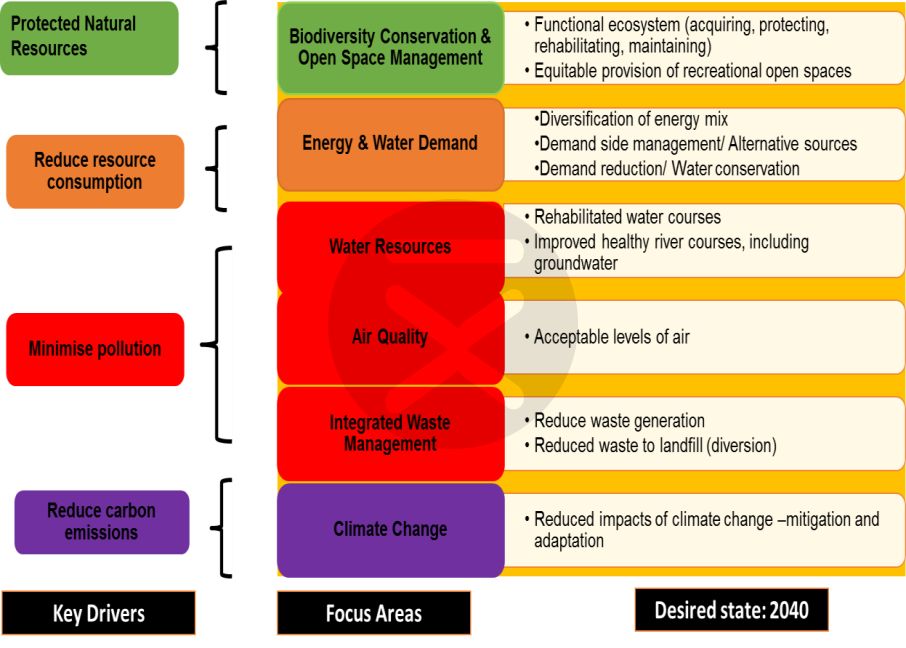 Protected Natural
Resources
Biodiversity Conservation &
Open Space Management
• Functional ecosystem (acquiring, protecting,
rehabilitating, maintaining)
• Equitable provision of recreational open spaces
Reduce resource
consumption
Energy & Water Demand
•Diversification of energy mix
•Demand side management/ Alternative sources
•Demand reduction/ Water conservation
Minimise pollution
Water Resources
• Rehabilitated water courses
• Improved healthy river courses, including
groundwater
Air Quality
• Acceptable levels of air
Integrated Waste
Management
• Reduce waste generation
• Reduced waste to landfill (diversion)
Reduce carbon
emissions
Climate Change
• Reduced impacts of climate change –mitigation and
adaptation
Key Drivers
Focus Areas
Desired state: 2040